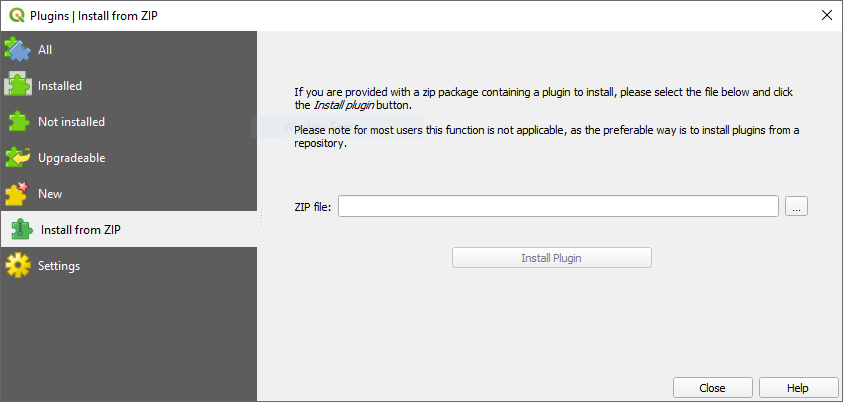 Plugins | Install from ZIP
All
Installed
Not installed
Upgradeable
New
Install from ZIP
Settings
If you are provided with a zip package containing a plugin to install, please select the file below and click
the Install plugin button.
Please note for most users this function is not applicable, as the preferable way is to install plugins from a
repository.
ZIP file:
...
Install Plugin
Close
Help